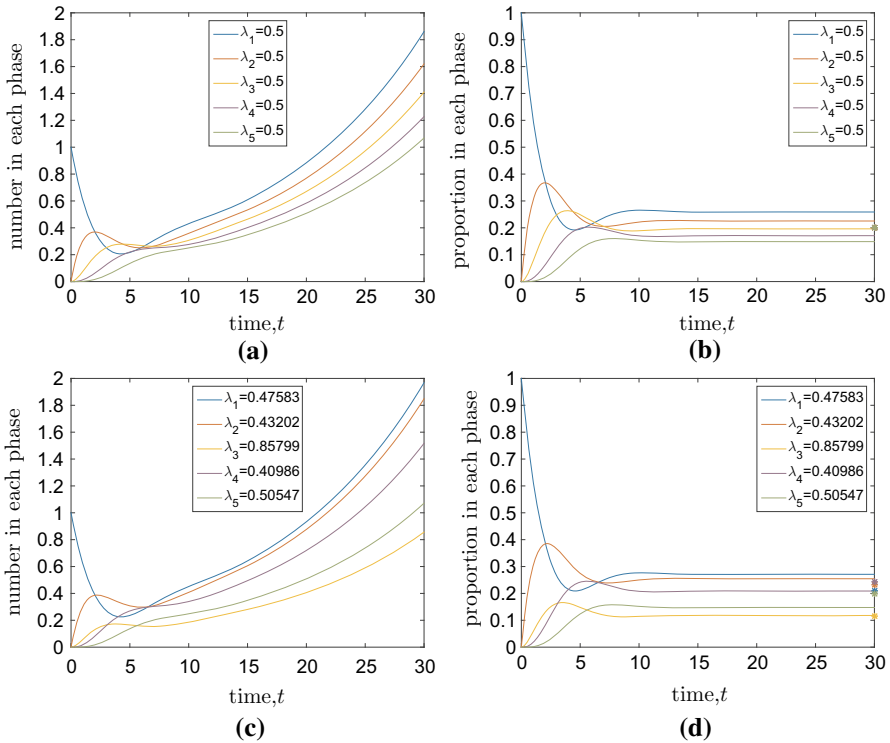 2
1.8
1.6
1.4
1.2
1
0.8
0.6
0.4
0.2
0
number in each phase
0 5 10 15 20 25 30
time,t
λ1=0.5
λ2=0.5
λ3=0.5
λ4=0.5
λ5=0.5
(a)
1
0.9
0.8
0.7
0.6
0.5
0.4
0.3
0.2
0.1
0
proportion in each phase
0 5 10 15 20 25 30
time,t
λ1=0.5
λ2=0.5
λ3=0.5
λ4=0.5
λ5=0.5
(b)
2
1.8
1.6
1.4
1.2
1
0.8
0.6
0.4
0.2
0
number in each phase
0 5 10 15 20 25 30
time,t
λ1=0.47583
λ2=0.43202
λ3=0.85799
λ4=0.40986
λ5=0.50547
(c)
1
0.9
0.8
0.7
0.6
0.5
0.4
0.3
0.2
0.1
0
proportion in each phase
0 5 10 15 20 25 30
time,t
λ1=0.47583
λ2=0.43202
λ3=0.85799
λ4=0.40986
λ5=0.50547
(d)